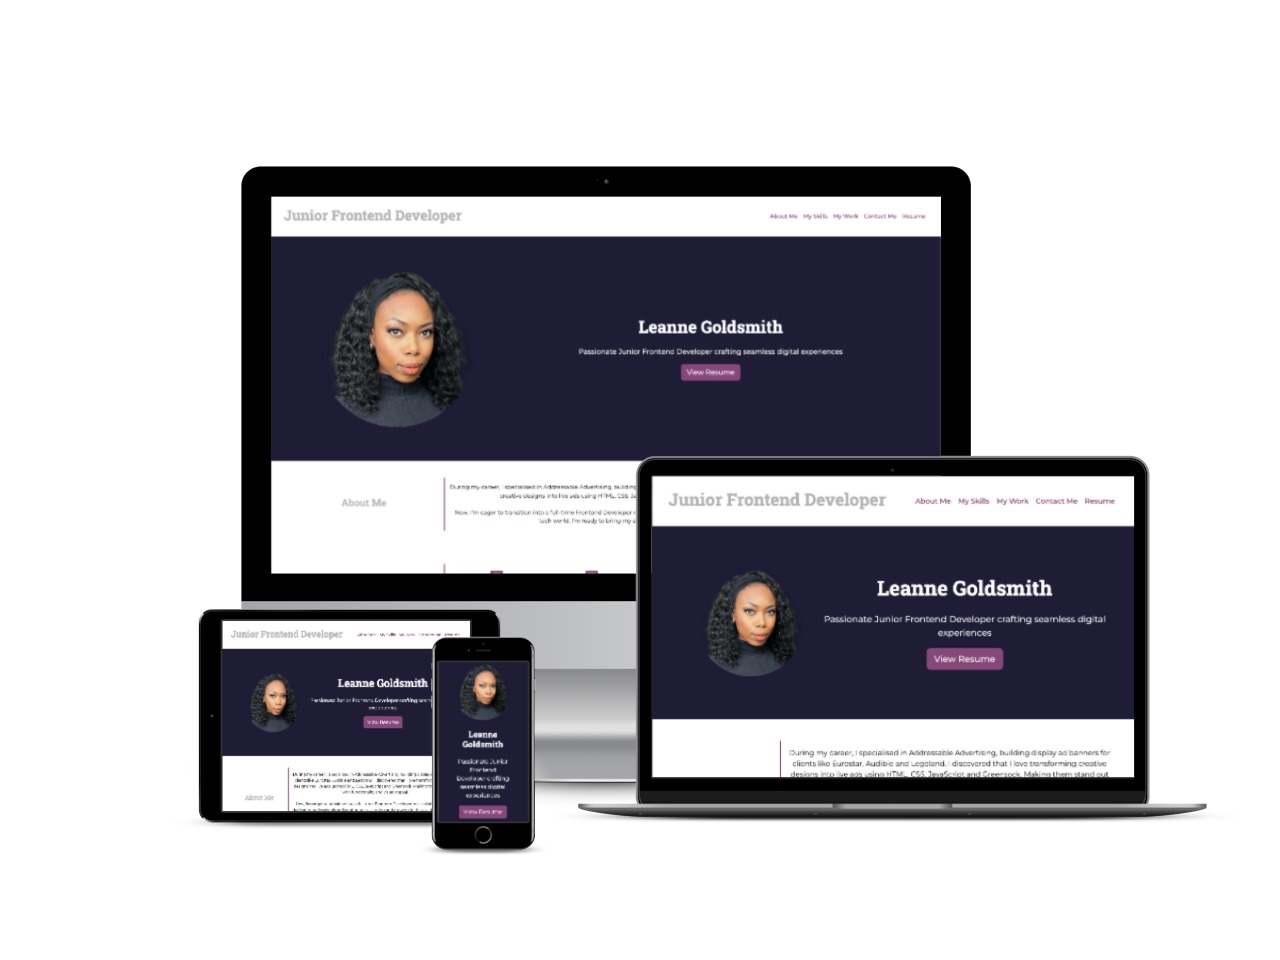 Junior Frontend Developer
About Me My Skills My Work Contact Me Resume
Leanne Goldsmith
Passionate Junior Frontend Developer crafting seamless digital experiences
View Resume
About Me
During my career, I specialised in Addressable Advertising, building
creative designs into live ads using HTML, CSS,
Now, I'm eager to transition into a full-time Frontend Developer
tech world. I'm ready to bring my
Junior Frontend Developer
About Me My Skills My Work Contact Me Resume
Leanne Goldsmith
Passionate Junior Frontend Developer crafting seamless digital
experiences
View Resume
During my career, I specialised in Addressable Advertising, building display ad banners for
clients like Eurostar, Audible and Legoland. I discovered that I love transforming creative
designs into live ads using HTML, CSS, JavaScript and Greensock. Making them stand out
Junior Frontend Developer
Leanne Goldsmith
Passionate Junior Frontend Developer crafting
experiences
View Resume
About Me
Leanne
Goldsmith
Passionate Junior
Frontend
Developer crafting
seamless digital
experiences
View Resume